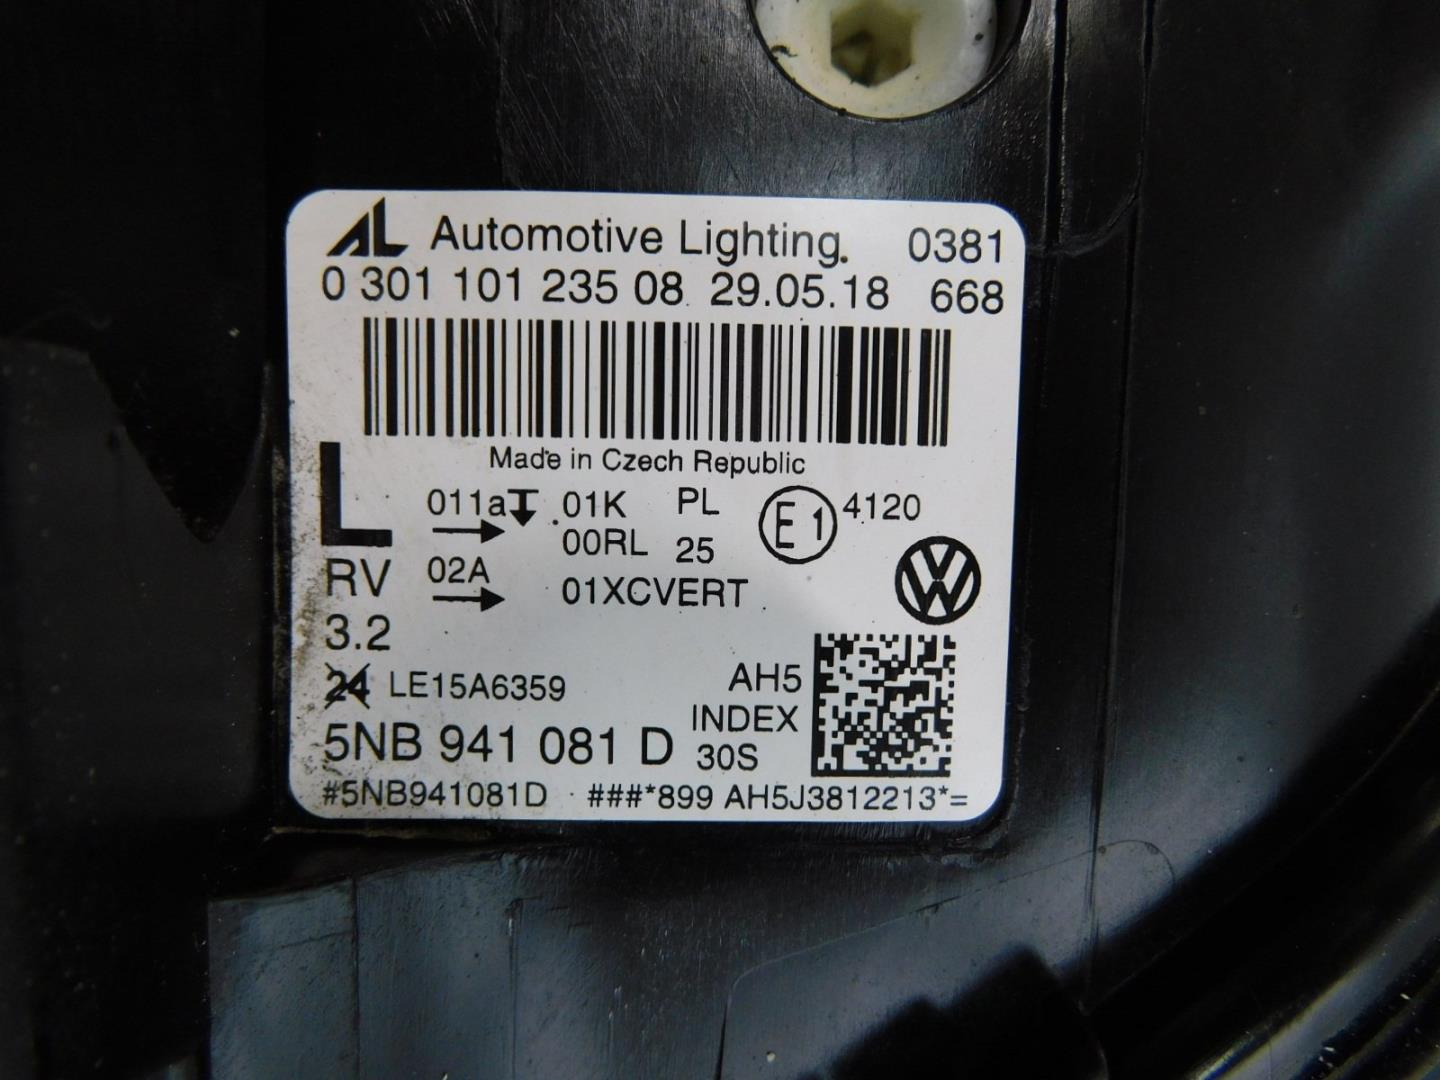 AL Automotive Lighting. 0381
0 301 101 235 08 29.05.18 668
Made in Czech Republic
L 011a 01K PL E1 4120
00RL 25
RV 02A 01XCVERT
3.2
24 LE15A6359 AH5
INDEX
5NB 941 081 D 30S
#5NB941081D ###*899 AH5J3812213*=